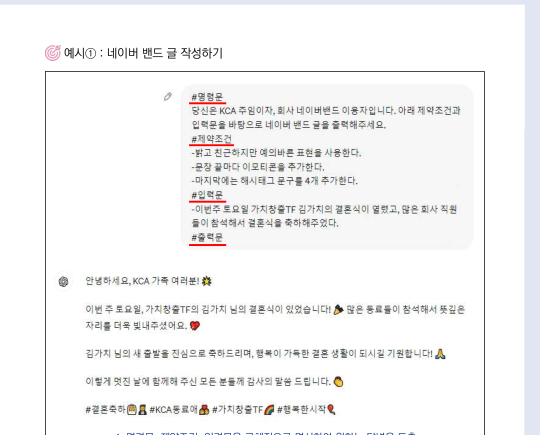 예시① : 네이버 밴드 글 작성하기
#명령문
당신은 KCA 주임이자, 회사 네이버밴드 이용자입니다. 아래 제약조건과
입력문을 바탕으로 네이버 밴드 글을 출력해주세요.
#제약조건
-밝고 친근하지만 예의바른 표현을 사용한다.
-문장 끝마다 이모티콘을 추가한다.
-마지막에는 해시태그 문구를 4개 추가한다.
#입력문
-이번주 토요일 가치창출TF 김가치의 결혼식이 열렸고, 많은 회사 직원
들이 참석해서 결혼식을 축하해주었다.
#출력문
안녕하세요, KCA 가족 여러분! 🌟
이번 주 토요일, 가치창출TF의 김가치 님의 결혼식이 있었습니다! 🎉 많은 동료들이 참석해서 뜻깊은
자리를 더욱 빛내주셨어요. 💖
김가치 님의 새 출발을 진심으로 축하드리며, 행복이 가득한 결혼 생활이 되시길 기원합니다! 🙏
이렇게 멋진 날에 함께해 주신 모든 분들께 감사의 말씀 드립니다. 👏
#결혼축하 #KCA동료애 #가치창출TF🌈 #행복한시작🎈